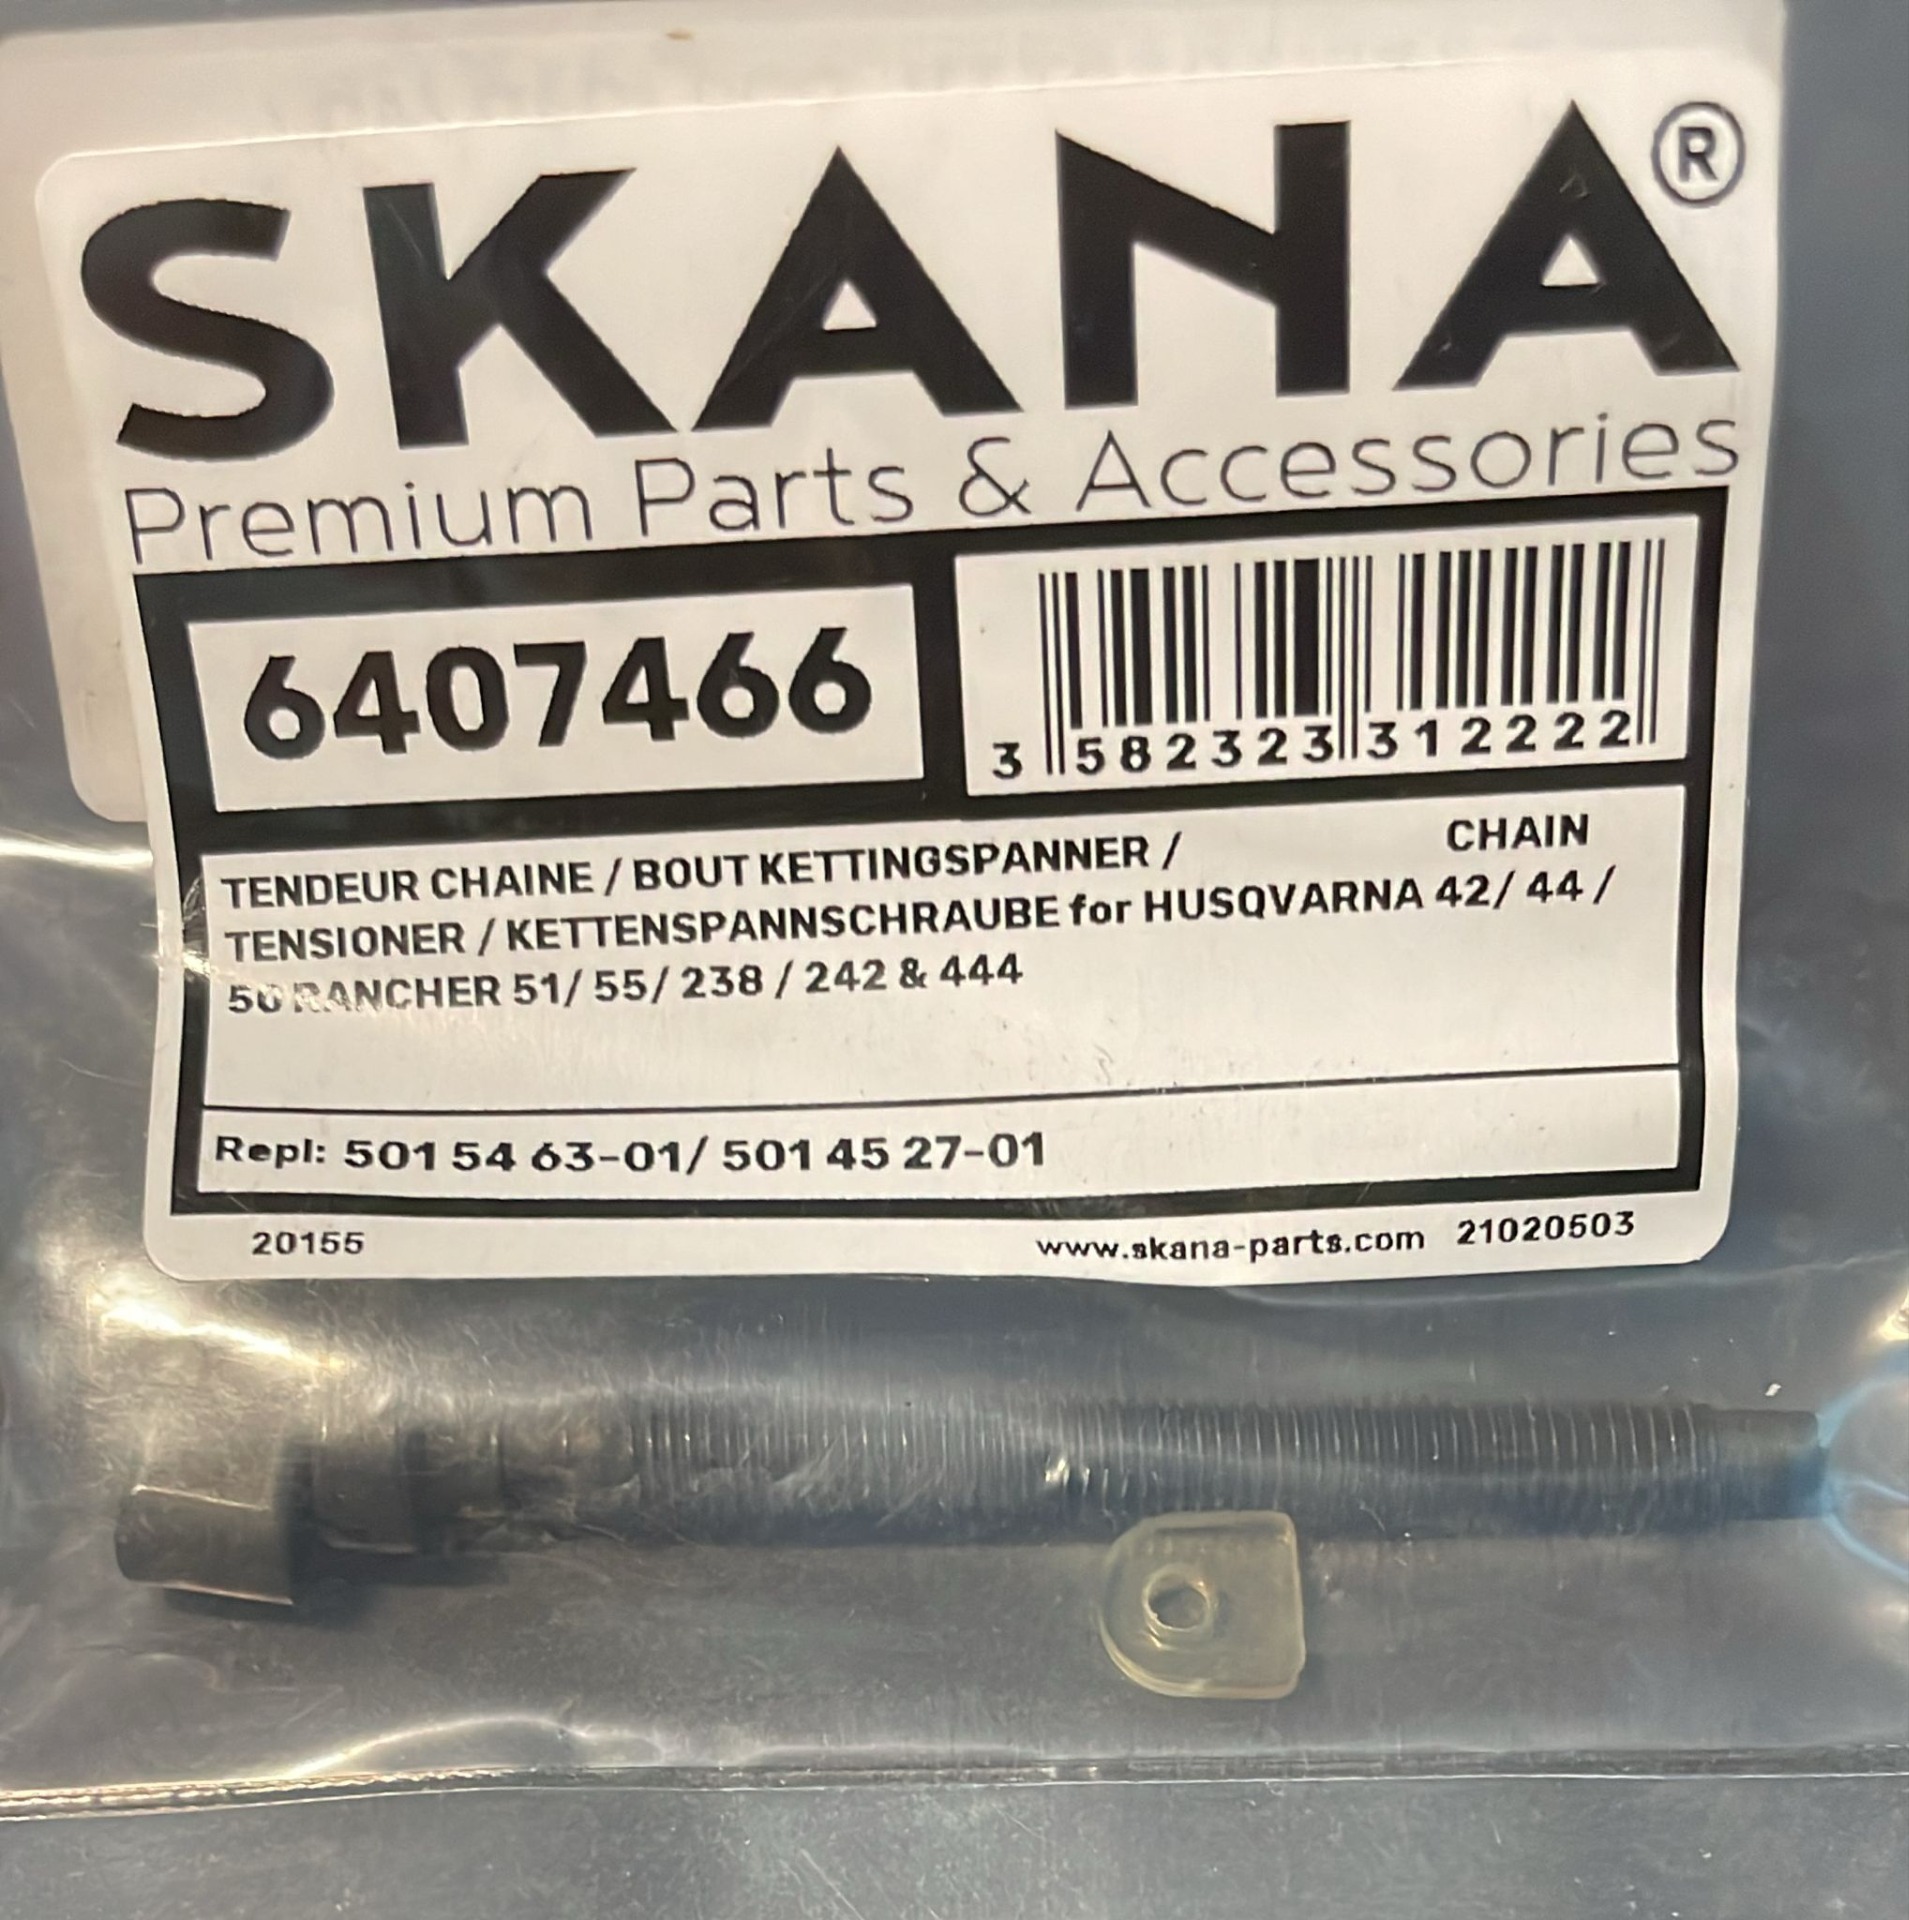 SKANA®
Premium Parts & Accessories
6407466
3 582323 312222
TENDEUR CHAINE / BOUT KETTINGSPANNER / CHAIN
TENSIONER / KETTENSPANNSCHRAUBE for HUSQVARNA 42/ 44 /
50 RANCHER 51/ 55/ 238 / 242 & 444
Repl: 501 54 63-01/ 501 45 27-01
20155 www.skana-parts.com 21020503